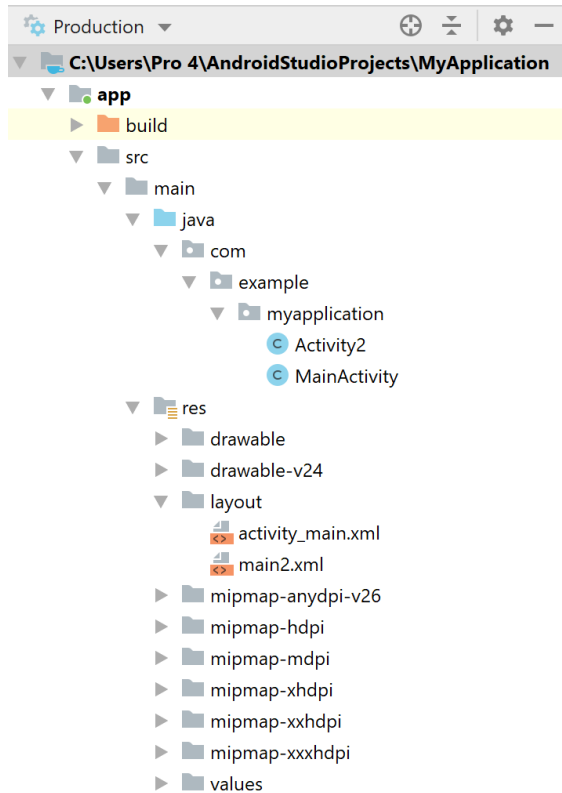 Production
C:\Users\Pro 4\AndroidStudioProjects\MyApplication
app
build
src
main
java
com
example
myapplication
C Activity2
C MainActivity
res
drawable
drawable-v24
layout
activity_main.xml
main2.xml
mipmap-anydpi-v26
mipmap-hdpi
mipmap-mdpi
mipmap-xhdpi
mipmap-xxhdpi
mipmap-xxxhdpi
values